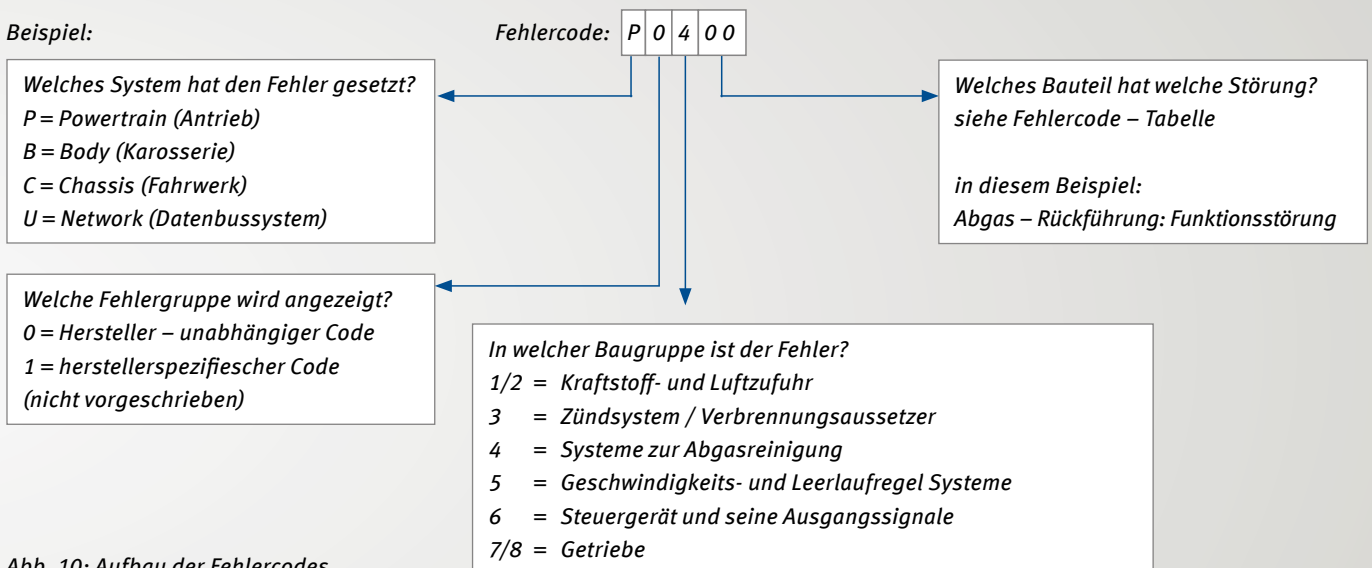 Beispiel:
Fehlercode: P 0 4 0 0
Welches System hat den Fehler gesetzt?
P = Powertrain (Antrieb)
B = Body (Karosserie)
C = Chassis (Fahrwerk)
U = Network (Datenbussystem)
Welches Bauteil hat welche Störung?
siehe Fehlercode – Tabelle
in diesem Beispiel:
Abgas – Rückführung: Funktionsstörung
Welche Fehlergruppe wird angezeigt?
0 = Hersteller – unabhängiger Code
1 = herstellerspezifiescher Code
(nicht vorgeschrieben)
In welcher Baugruppe ist der Fehler?
1/2 = Kraftstoff- und Luftzufuhr
3 = Zündsystem / Verbrennungsaussetzer
4 = Systeme zur Abgasreinigung
5 = Geschwindigkeits- und Leerlaufregel Systeme
6 = Steuergerät und seine Ausgangssignale
7/8 = Getriebe
Abb. 10: Aufbau der Fehlercodes